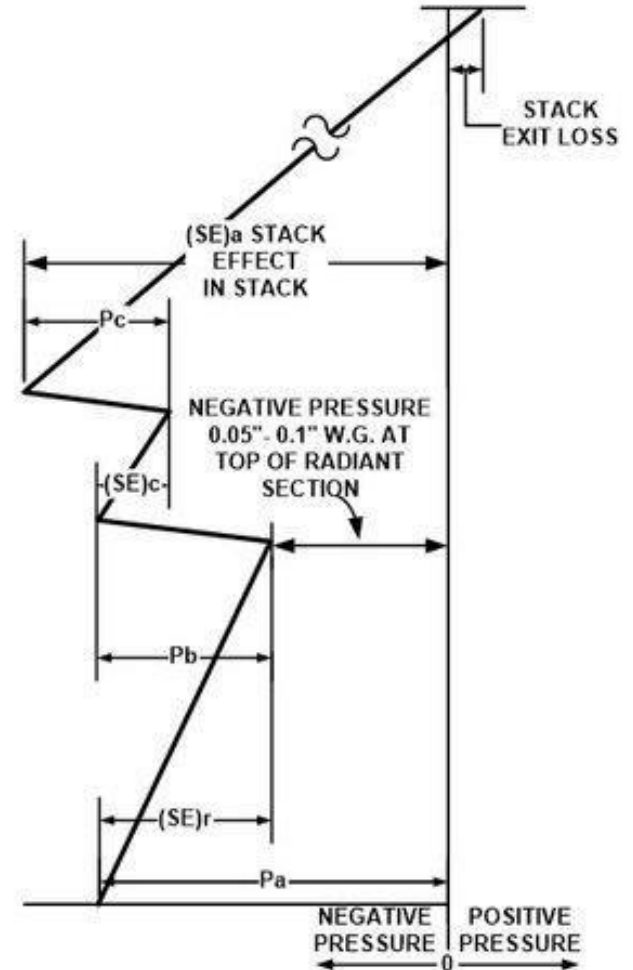 STACK
EXIT LOSS
(SE)a STACK
EFFECT
IN STACK
Pc
NEGATIVE PRESSURE
0.05"- 0.1" W.G. AT
TOP OF RADIANT
SECTION
(SE)c
Pb
(SE)r
Pa
NEGATIVE
PRESSURE
POSITIVE
PRESSURE
0